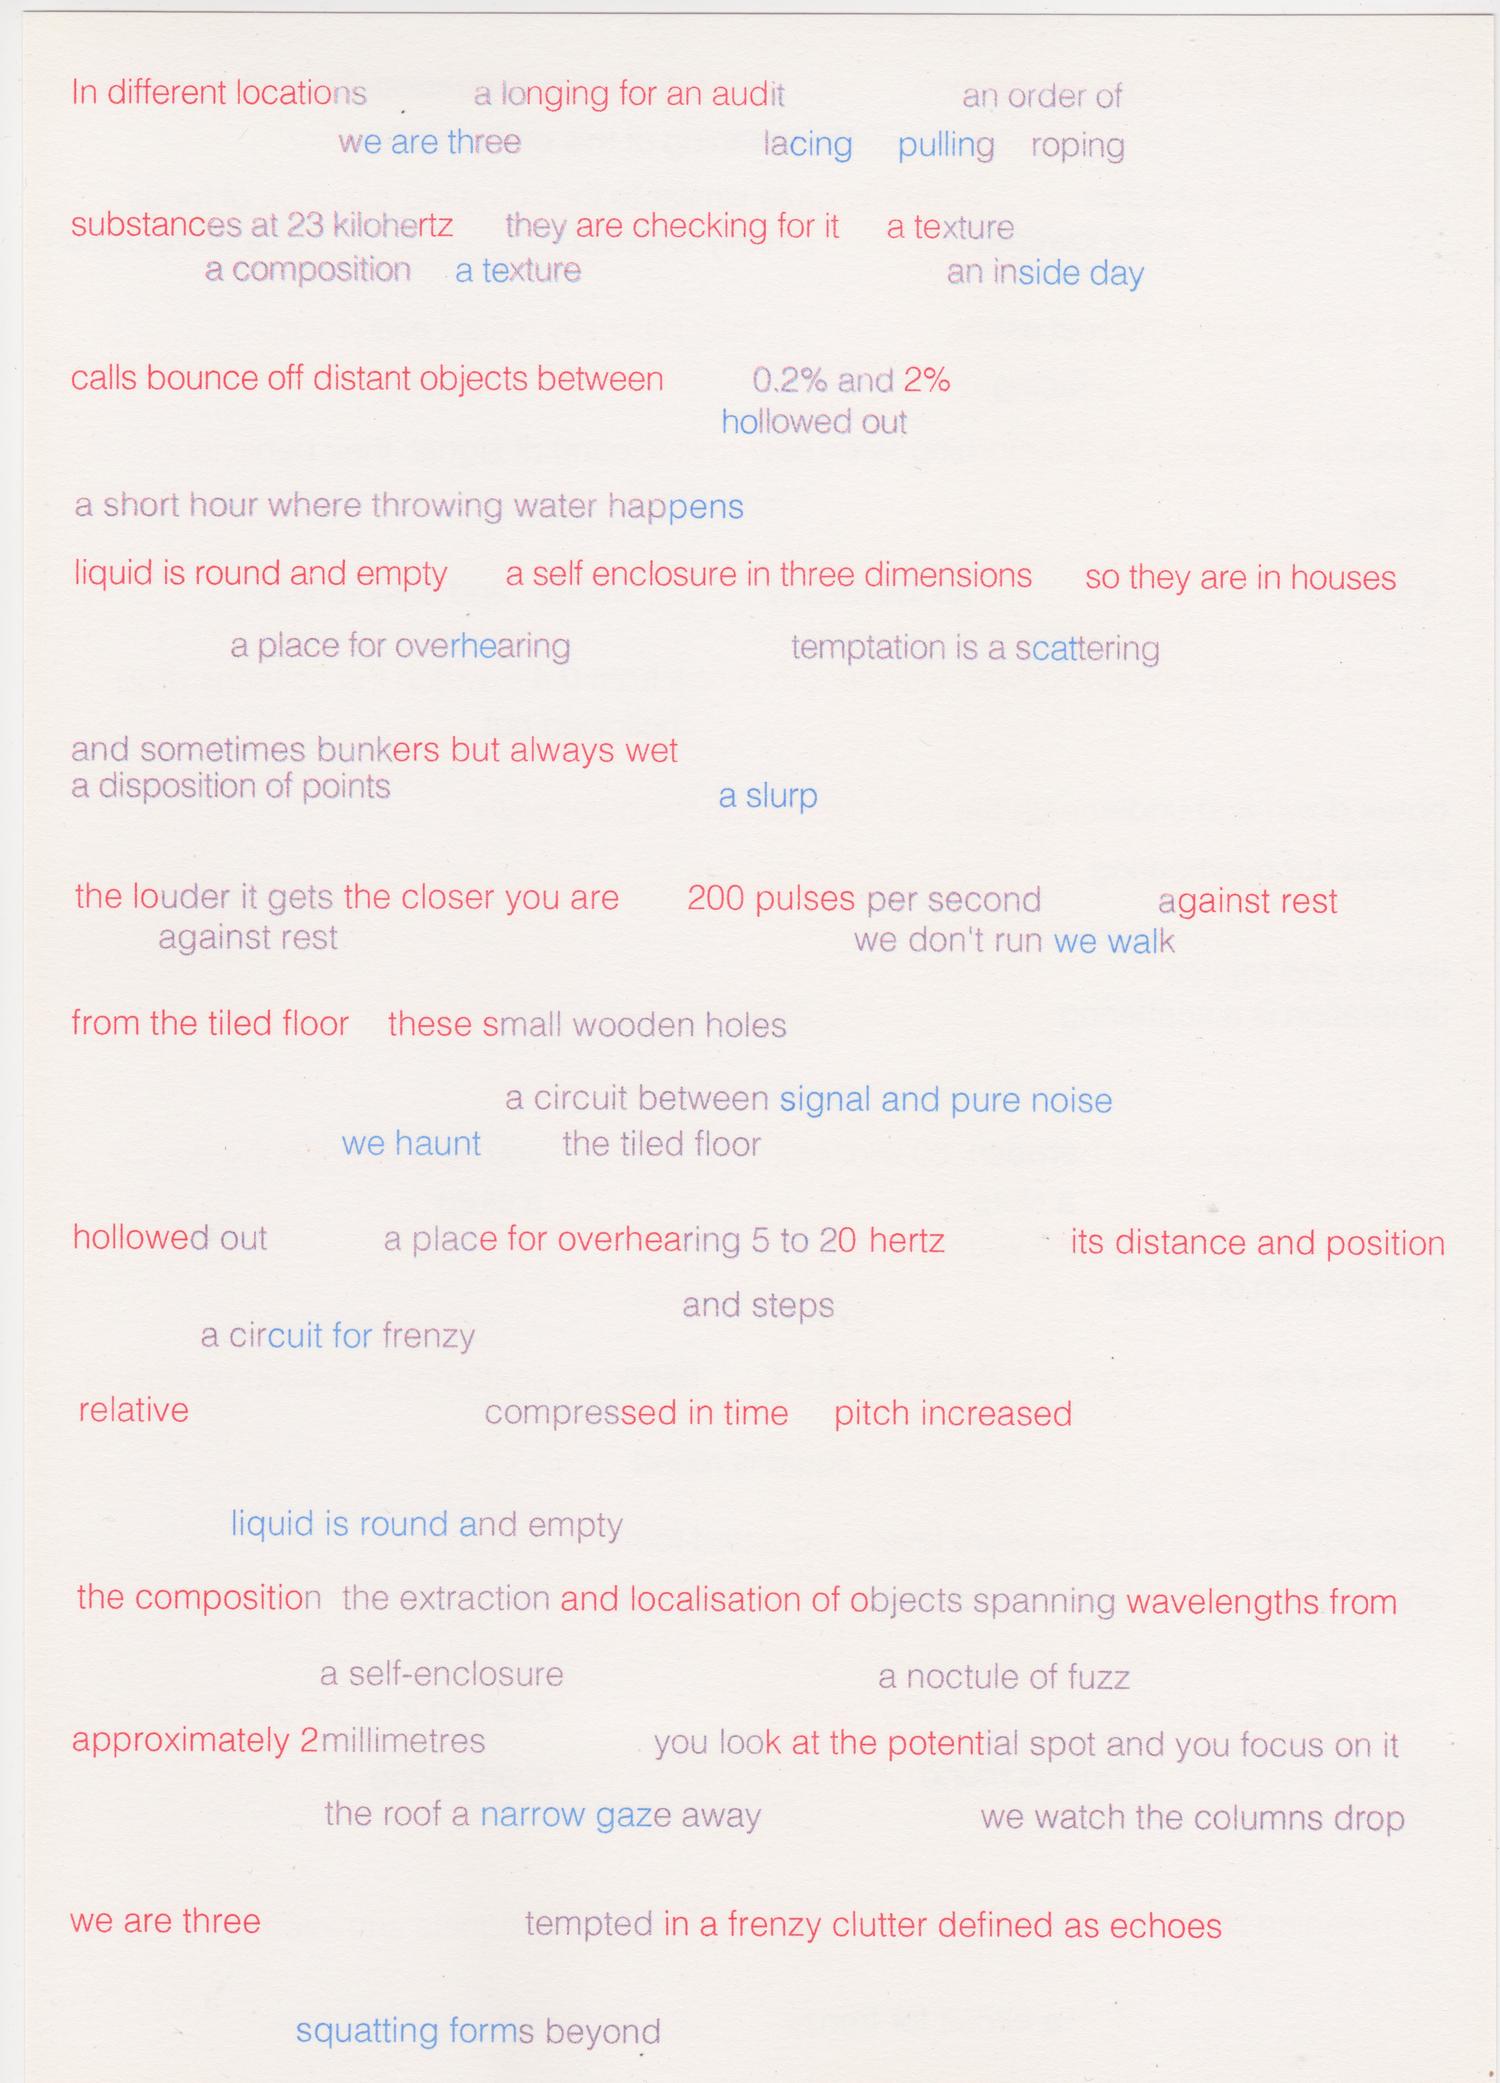 In different locations a longing for an audit an order of
we are three lacing pulling roping
substances at 23 kilohertz they are checking for it a texture
a composition a texture an inside day
calls bounce off distant objects between 0.2% and 2%
hollowed out
a short hour where throwing water happens
liquid is round and empty a self enclosure in three dimensions so they are in houses
a place for overhearing temptation is a scattering
and sometimes bunkers but always wet
a disposition of points a slurp
the louder it gets the closer you are 200 pulses per second against rest
against rest we don't run we walk
from the tiled floor these small wooden holes
a circuit between signal and pure noise
we haunt the tiled floor
hollowed out a place for overhearing 5 to 20 hertz its distance and position
and steps
a circuit for frenzy
relative compressed in time pitch increased
liquid is round and empty
the composition the extraction and localisation of objects spanning wavelengths from
a self-enclosure a noctule of fuzz
approximately 2millimetres you look at the potential spot and you focus on it
the roof a narrow gaze away we watch the columns drop
we are three tempted in a frenzy clutter defined as echoes
squatting forms beyond